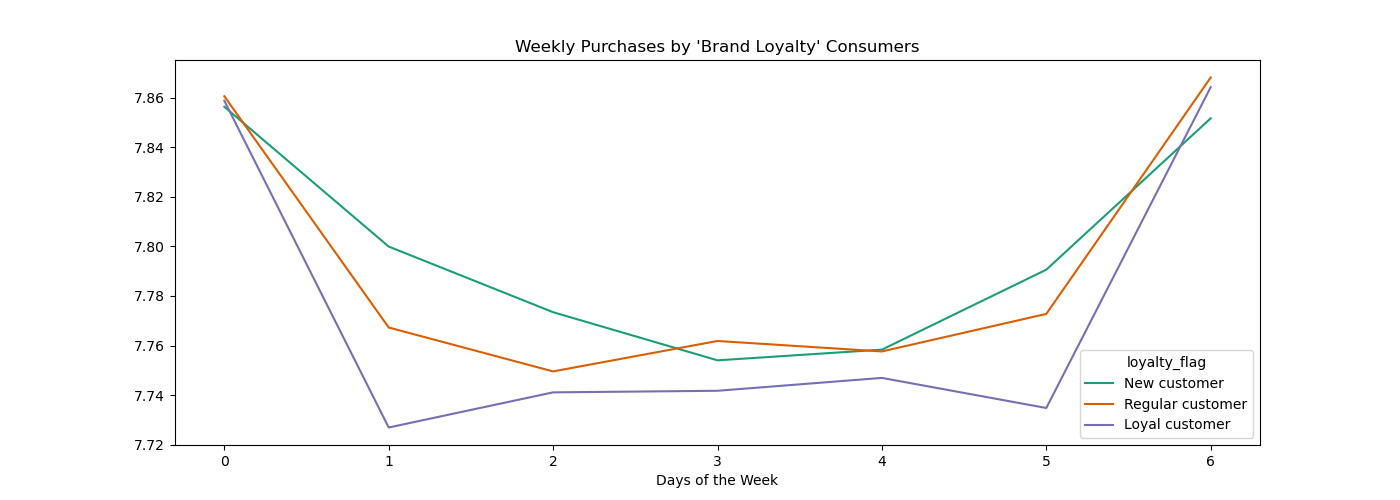 Weekly Purchases by 'Brand Loyalty' Consumers
7.86
7.84
7.82
7.80
7.78
7.76
7.74
7.72
0 1 2 3 4 5 6
Days of the Week
loyalty_flag
New customer
Regular customer
Loyal customer